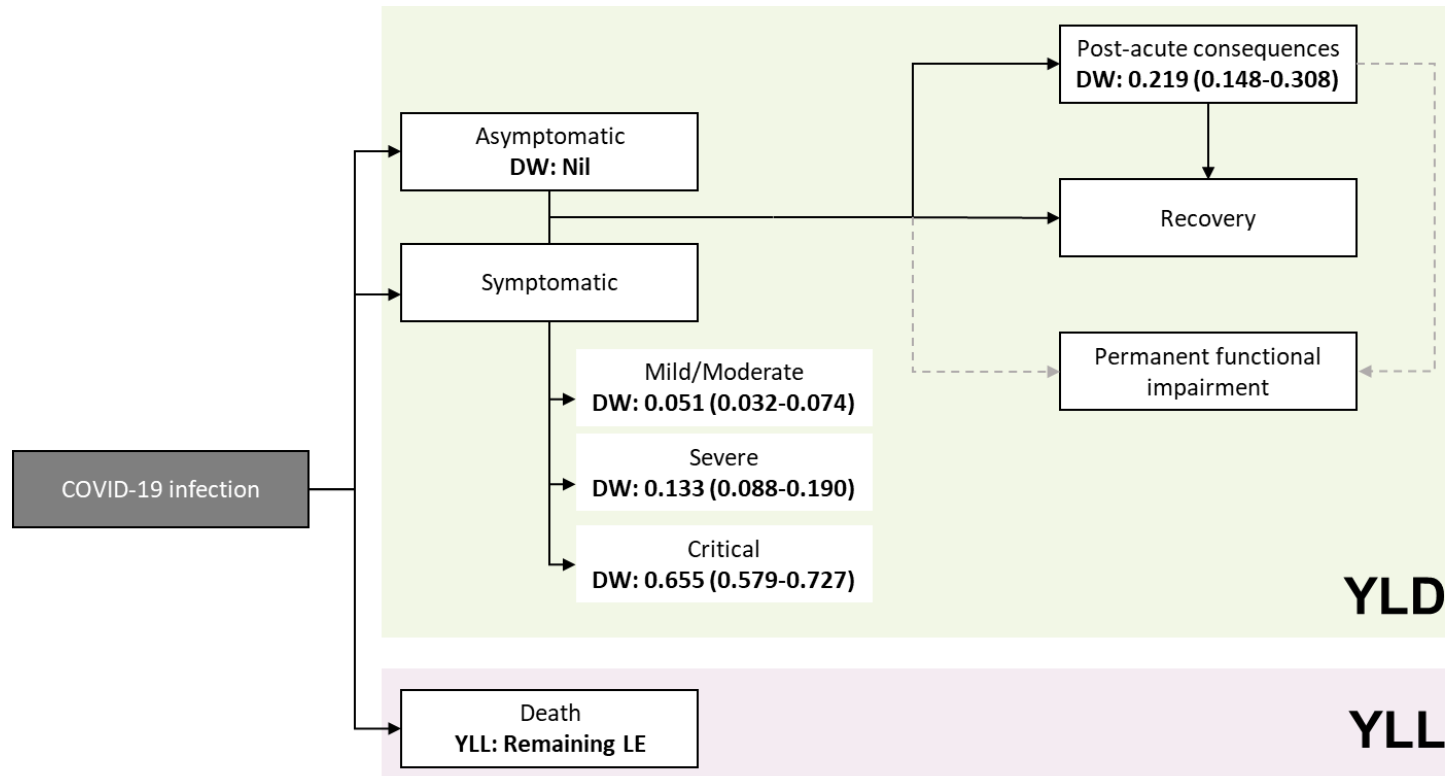 Post-acute consequences
DW: 0.219 (0.148-0.308)
Asymptomatic
DW: Nil
Recovery
Symptomatic
Permanent functional
impairment
Mild/Moderate
DW: 0.051 (0.032-0.074)
Severe
DW: 0.133 (0.088-0.190)
COVID-19 infection
Critical
DW: 0.655 (0.579-0.727)
YLD
Death
YLL: Remaining LE
YLL